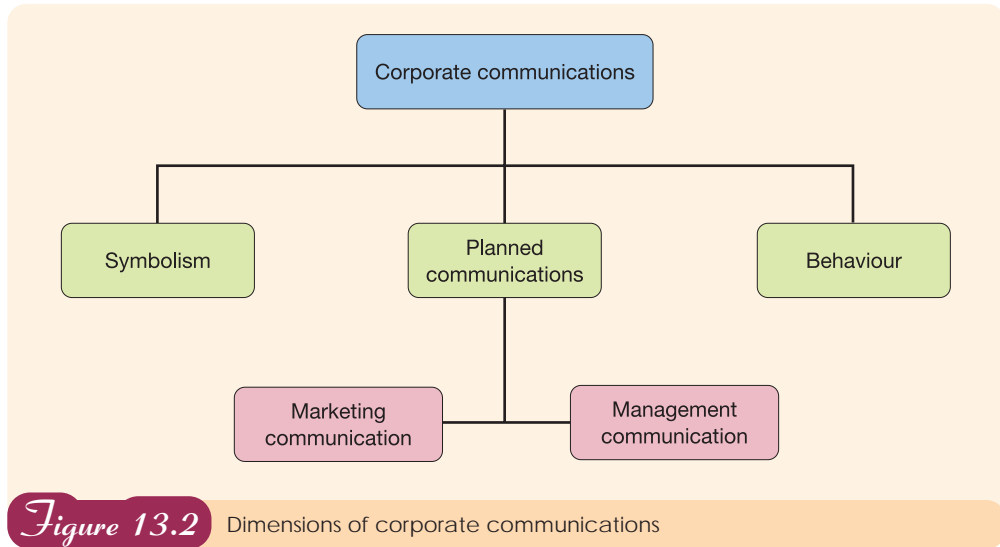 Corporate communications
Symbolism
Planned
communications
Behaviour
Marketing
communication
Management
communication
Figure 13.2 Dimensions of corporate communications